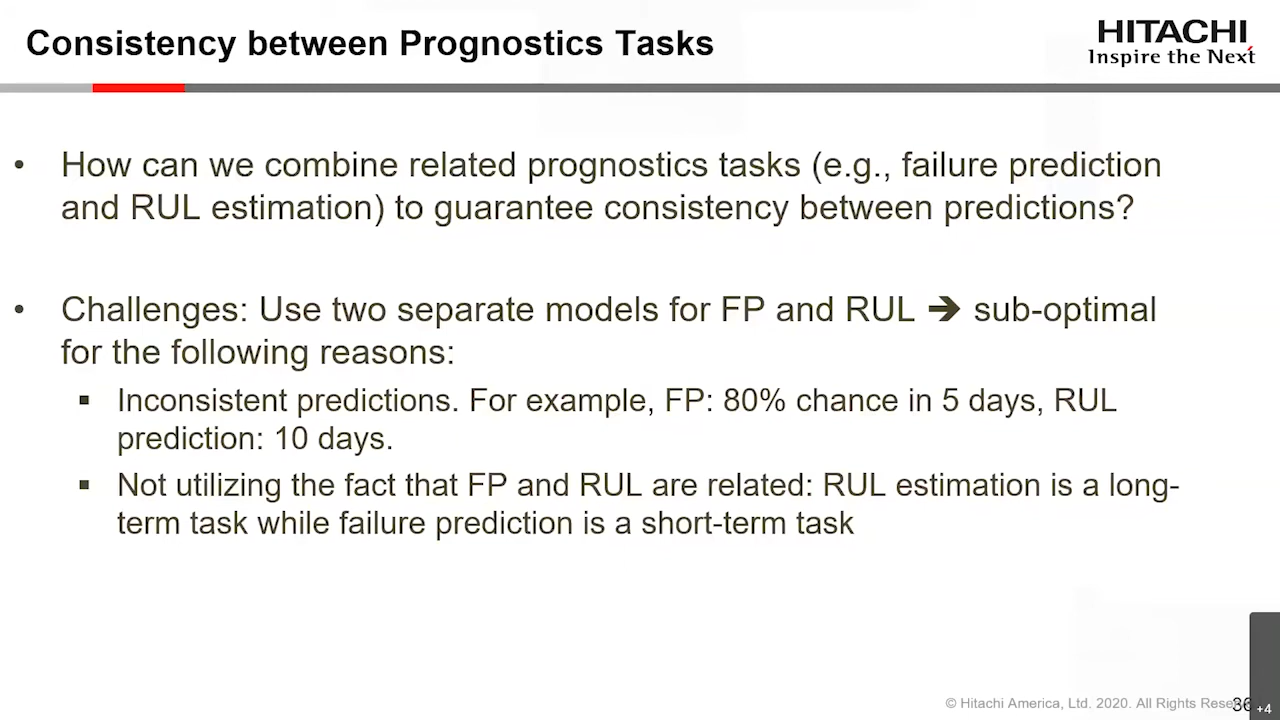 Consistency between Prognostics Tasks
HITACHI
Inspire the Next
• How can we combine related prognostics tasks (e.g., failure prediction
and RUL estimation) to guarantee consistency between predictions?
• Challenges: Use two separate models for FP and RUL ➔ sub-optimal
for the following reasons:
▪ Inconsistent predictions. For example, FP: 80% chance in 5 days, RUL
prediction: 10 days.
▪ Not utilizing the fact that FP and RUL are related: RUL estimation is a long-
term task while failure prediction is a short-term task
© Hitachi America, Ltd. 2020. All Rights
+4